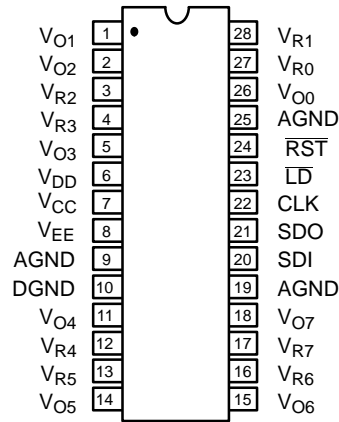 VO1 1 28 VR1
VO2 2 27 VR0
VR2 3 26 VO0
VR3 4 25 AGND
VO3 5 24 RST
VDD 6 23 LD
VCC 7 22 CLK
VEE 8 21 SDO
AGND 9 20 SDI
DGND 10 19 AGND
VO4 11 18 VO7
VR4 12 17 VR7
VR5 13 16 VR6
VO5 14 15 VO6